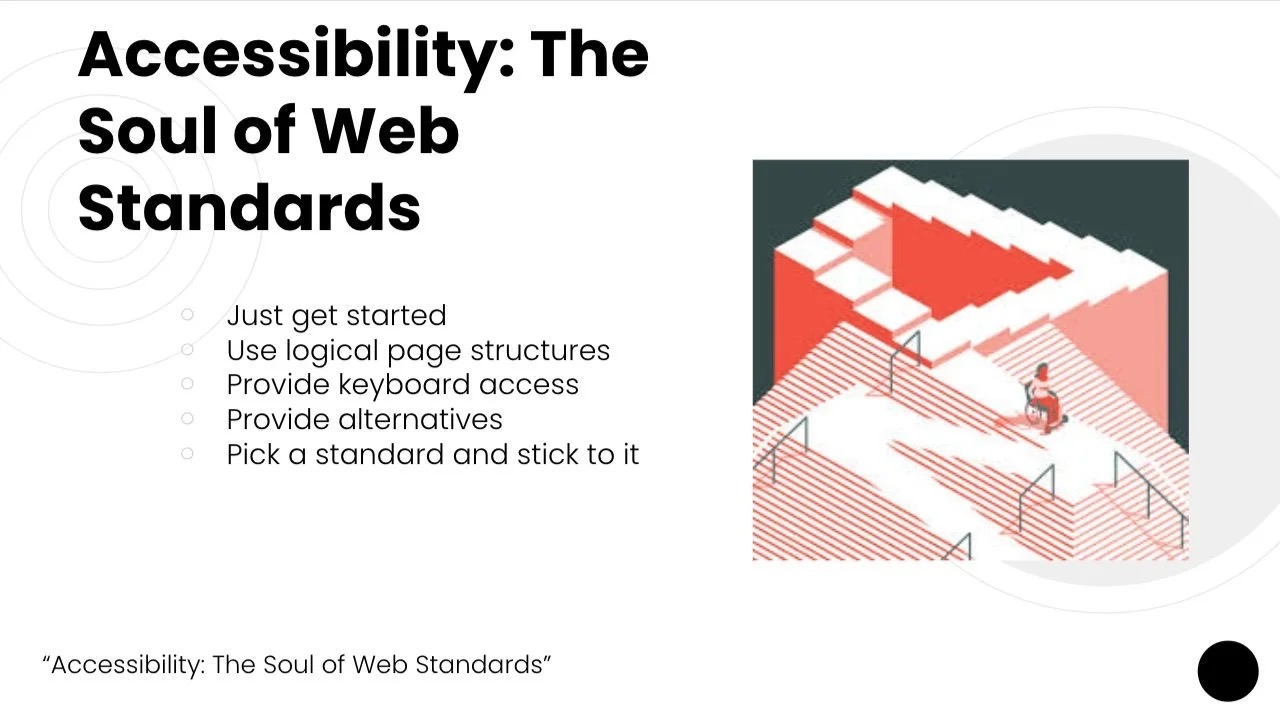 Accessibility: The
Soul of Web
Standards
Just get started
Use logical page structures
Provide keyboard access
Provide alternatives
Pick a standard and stick to it
“Accessibility: The Soul of Web Standards”